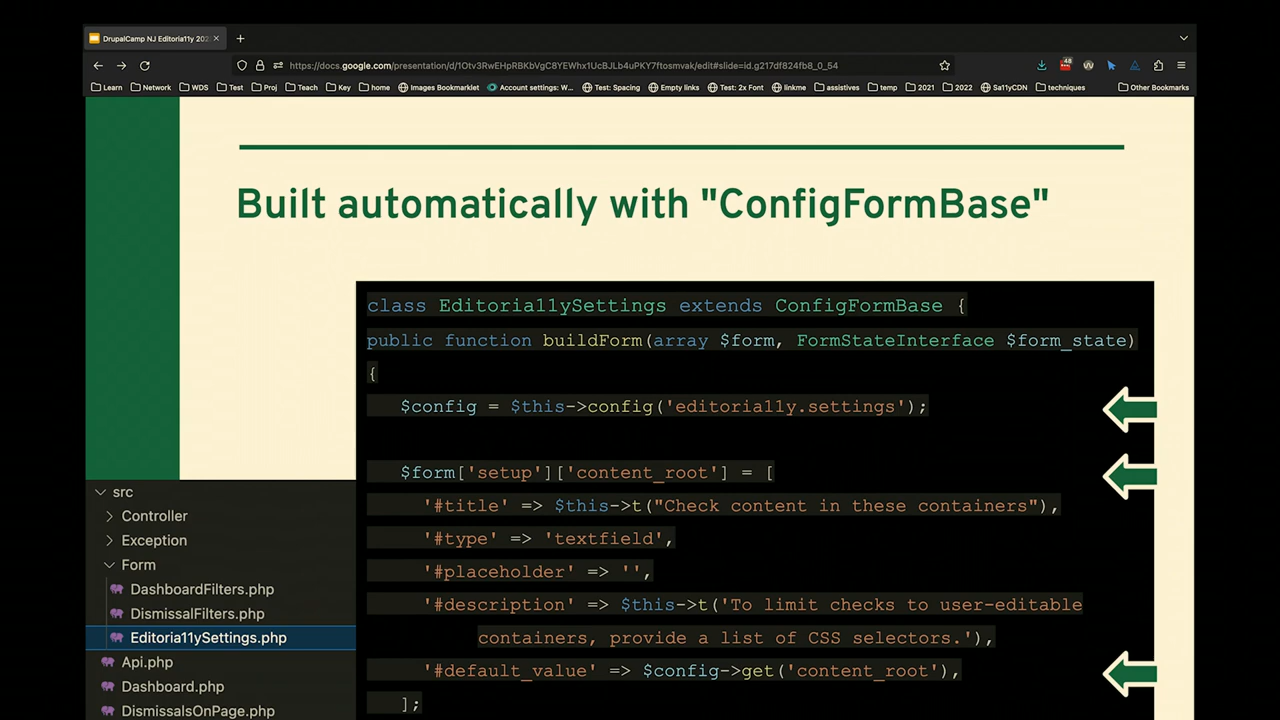 DrupalCamp NJ Editoria11y 202
https://docs.google.com/presentation/d/1Otv3RwEHpRBKbVgC8YEWhx1UcBJLb4uPKY7ftosmvak/edit#slide=id.g217df824fb8_0_54
48
Learn Network WDS Test Proj Teach Key home Images Bookmarklet Account settings: W... Test: Spacing Empty links Test: 2x Font linkme assistives temp 2021 2022 Sa11yCDN techniques Other Bookmarks
Built automatically with "ConfigFormBase"
class Editoria11ySettings extends ConfigFormBase {
public function buildForm(array $form, FormStateInterface $form_state)
{
$config = $this->config('editoria11y.settings');
$form['setup']['content_root'] = [
'#title' => $this->t("Check content in these containers"),
'#type' => 'textfield',
'#placeholder' => '',
'#description' => $this->t('To limit checks to user-editable
containers, provide a list of CSS selectors.'),
'#default_value' => $config->get('content_root'),
];
src
Controller
Exception
Form
DashboardFilters.php
DismissalFilters.php
Editoria11ySettings.php
Api.php
Dashboard.php
DismissalsOnPage.php